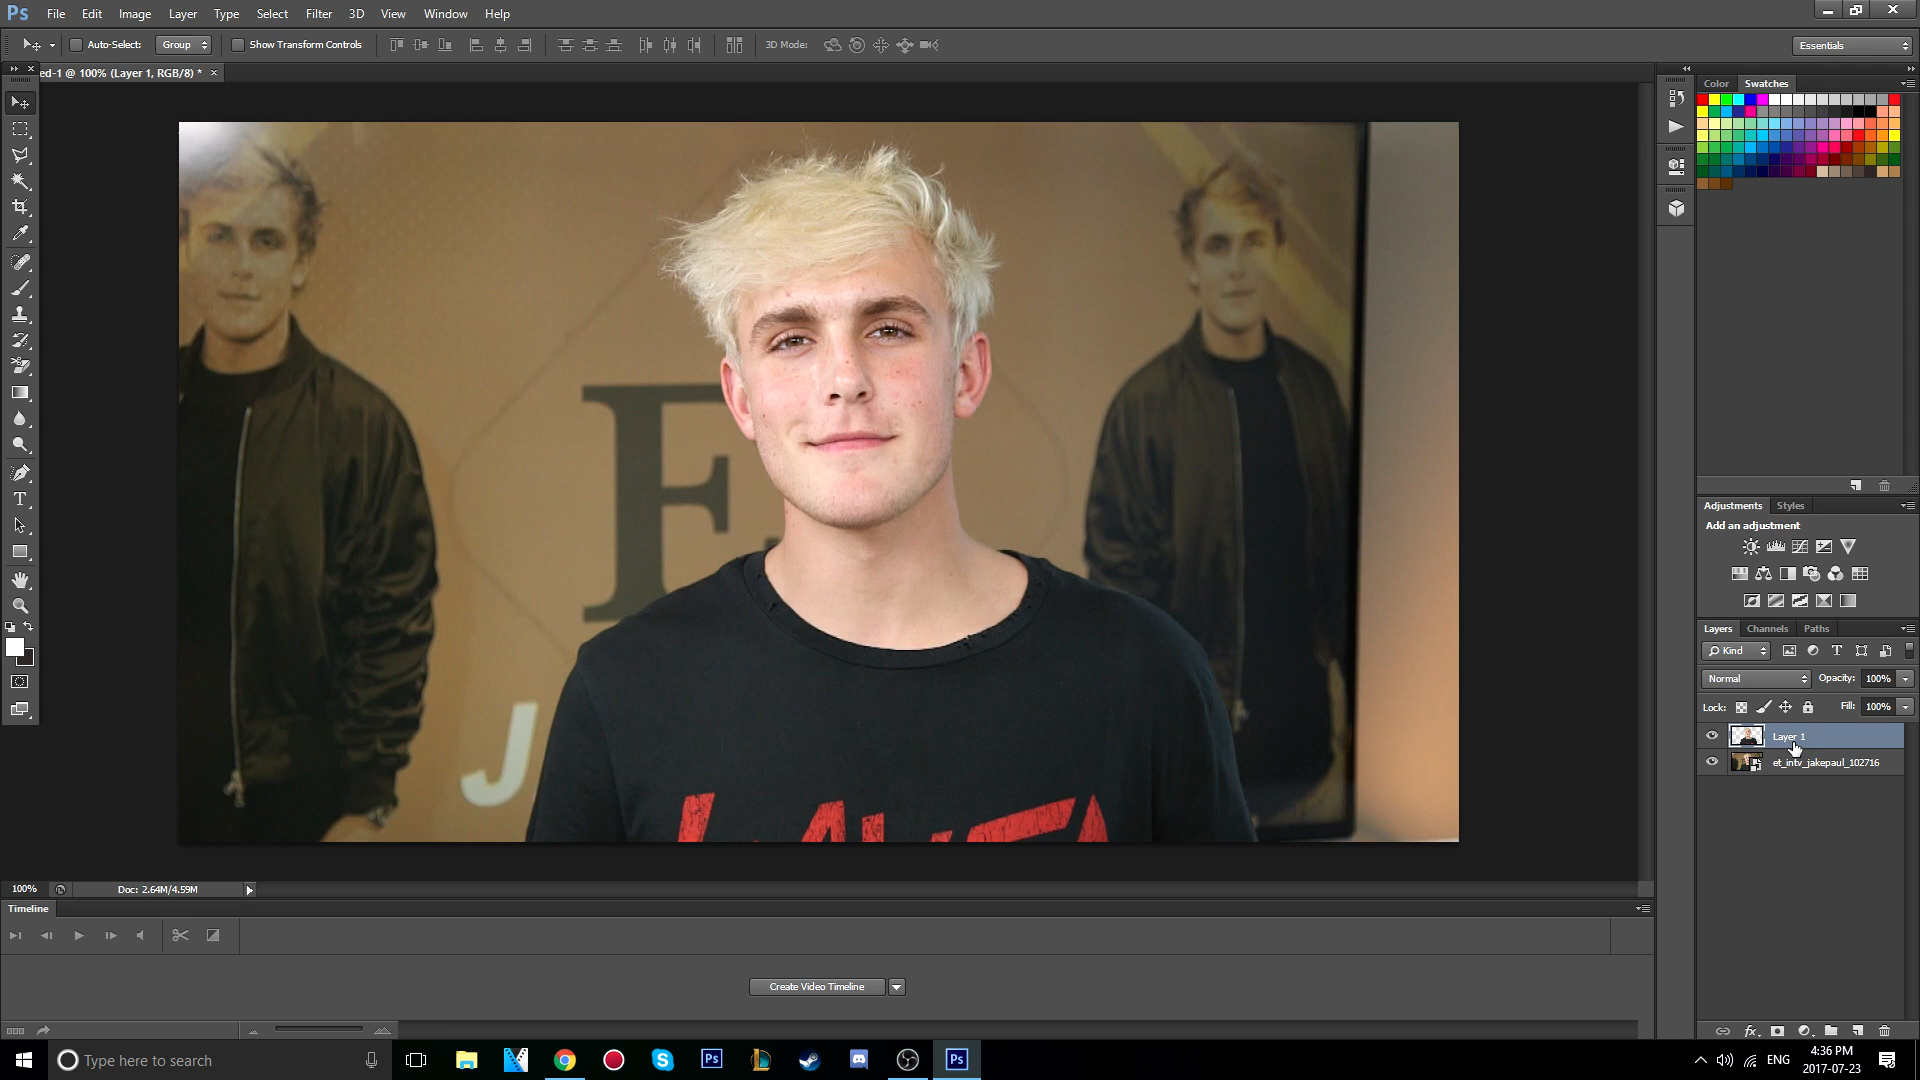 Ps File Edit Image Layer Type Select Filter 3D View Window Help
Auto-Select: Group Show Transform Controls 3D Mode: Essentials
ed-1 @ 100% (Layer 1, RGB/8) * ×
Color Swatches
E
J
Adjustments Styles
Add an adjustment
Layers Channels Paths
Kind
Normal Opacity: 100%
Lock: Fill: 100%
Layer 1
et_intv_jakepaul_102716
100% Doc: 2.64M/4.59M
Timeline
Create Video Timeline
Type here to search
Ps
Ps
ENG
4:36 PM
2017-07-23